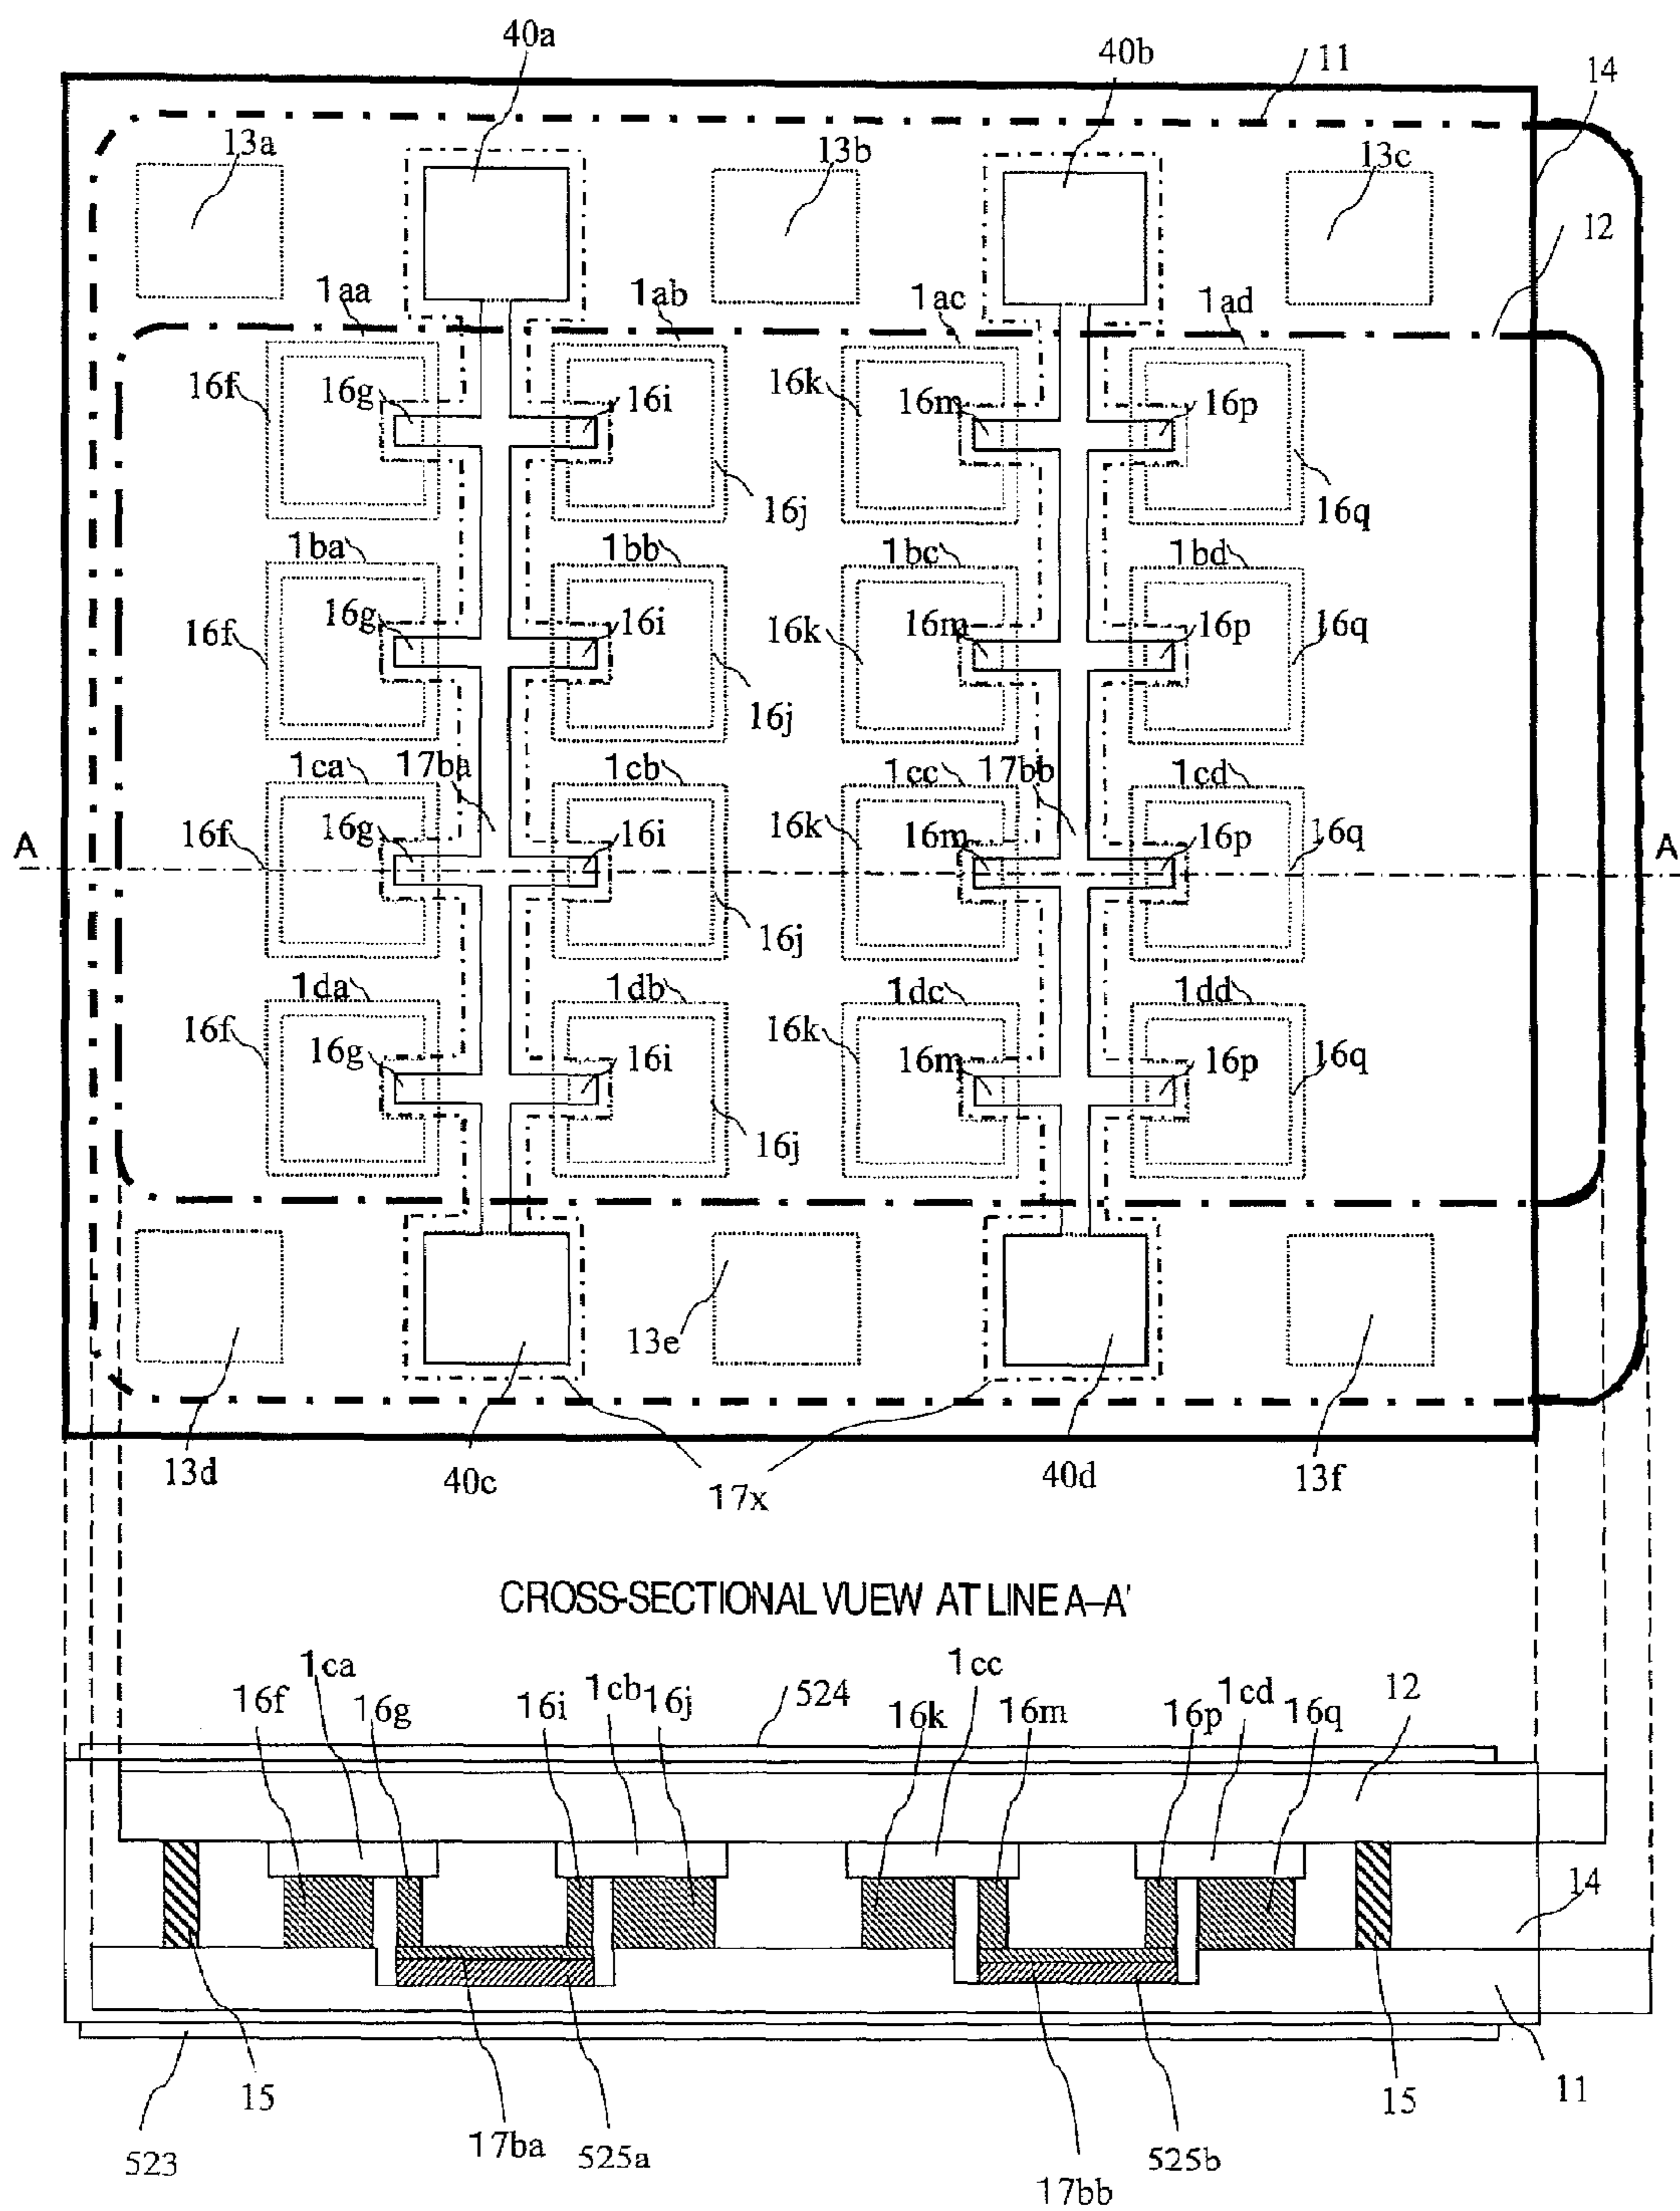 40a 40b 11 14
13a 13b 13c 12
1aa 1ab 1ac 1ad
16f 16g 16i 16k 16m 16p
16j 16q
1ba 1bb 1bc 1bd
16f 16g 16i 16k 16m 16p 16q
16j
1ca 17ba 1cb 1cc 17bb 1cd
A 16f 16g 16i 16k 16m 16p 16q A
16j
1da 1db 1dc 1dd
16f 16g 16i 16k 16m 16p 16q
16j
13e
13d 40c 17x 40d 13f
CROSS-SECTIONAL VUEW AT LINE A–A'
1ca 1cb 524 1cc 1cd 12
16f 16g 16i 16j 16k 16m 16p 16q
14
15 15 11
523 17ba 525a 17bb 525b